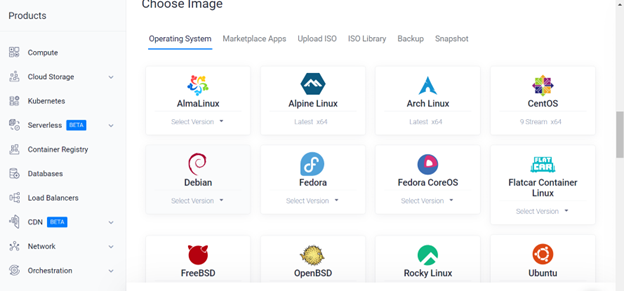 Choose Image
Products
Operating System Marketplace Apps Upload ISO ISO Library Backup Snapshot
Compute
Cloud Storage
Kubernetes
Serverless BETA
Container Registry
Databases
Load Balancers
CDN BETA
Network
Orchestration
AlmaLinux Alpine Linux Arch Linux CentOS
Select Version Latest x64 Latest x64 9 Stream x64
Debian Fedora Fedora CoreOS Flatcar Container
Linux
Select Version Select Version Select Version Select Version
FLAT
CAR
FreeBSD OpenBSD Rocky Linux Ubuntu